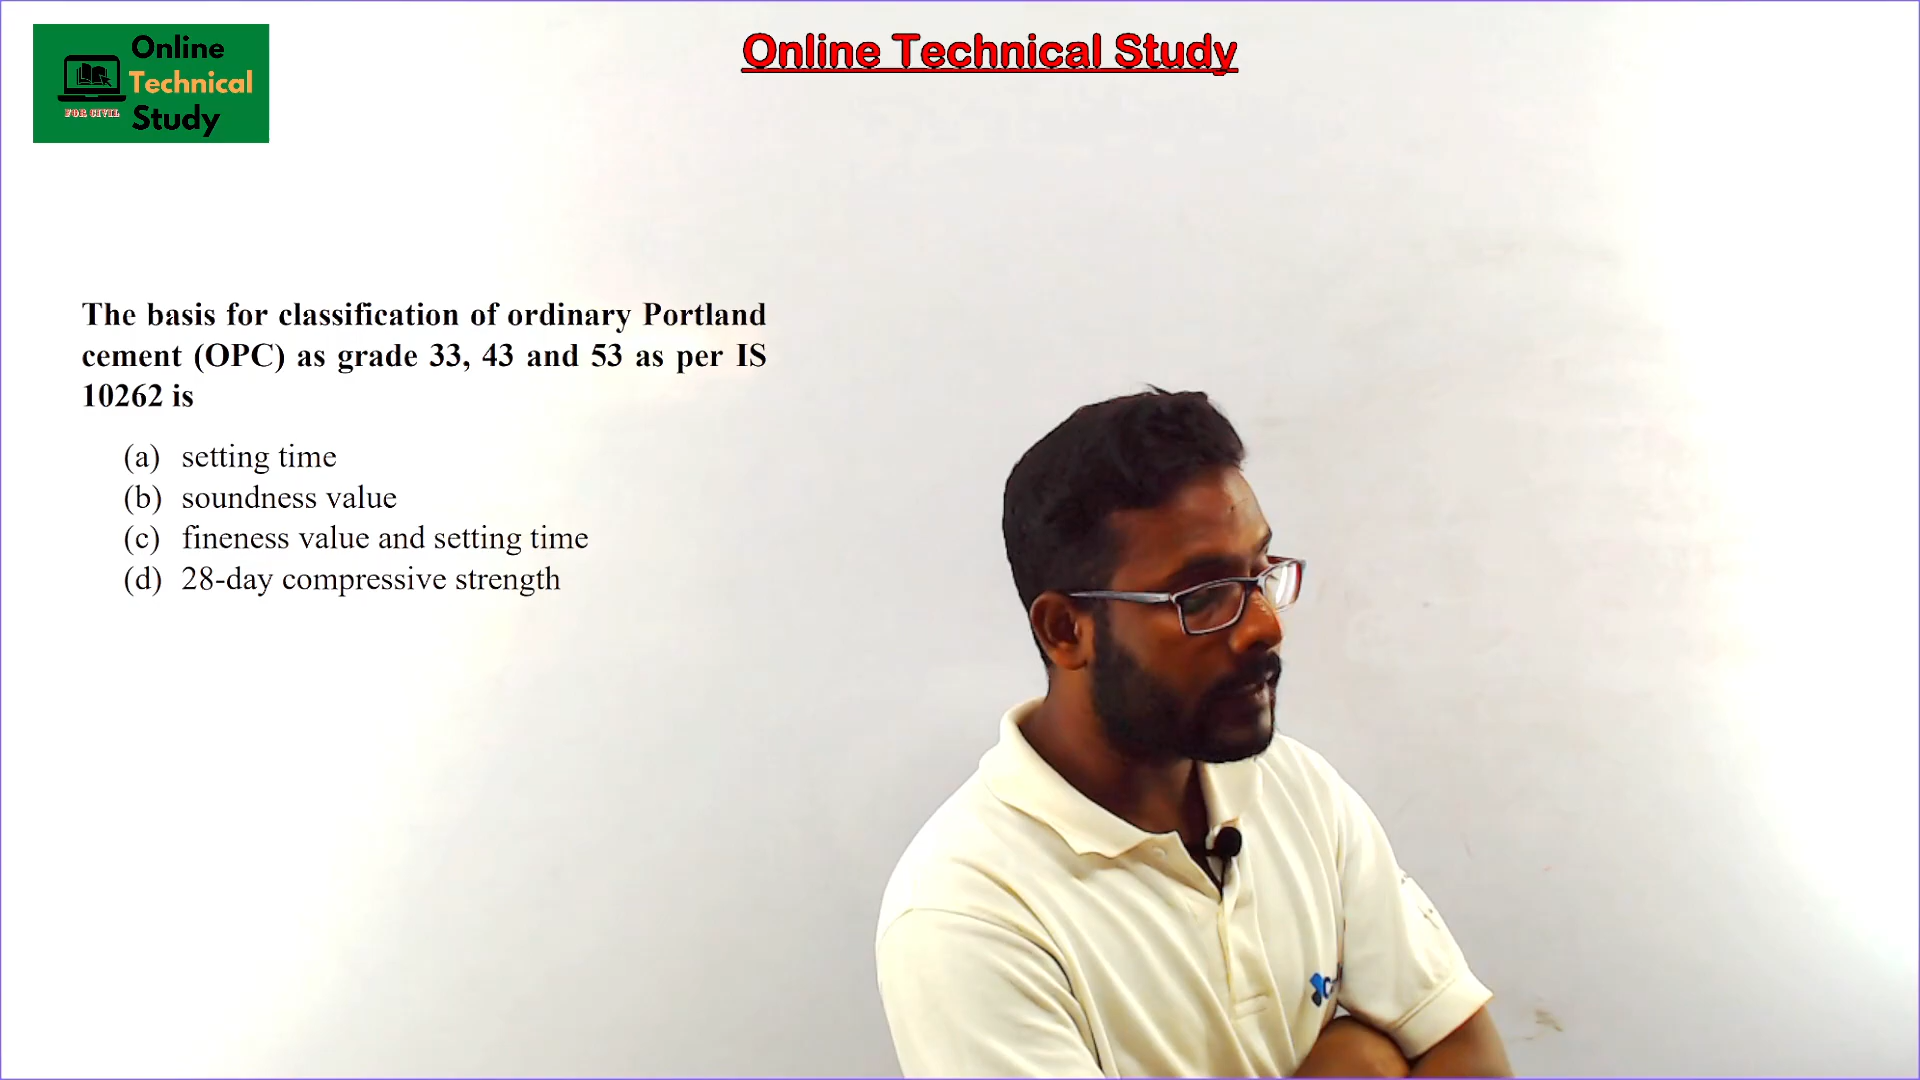 Online
Technical
FOR CIVIL
Study
Online Technical Study
The basis for classification of ordinary Portland
cement (OPC) as grade 33, 43 and 53 as per IS
10262 is
(a) setting time
(b) soundness value
(c) fineness value and setting time
(d) 28-day compressive strength